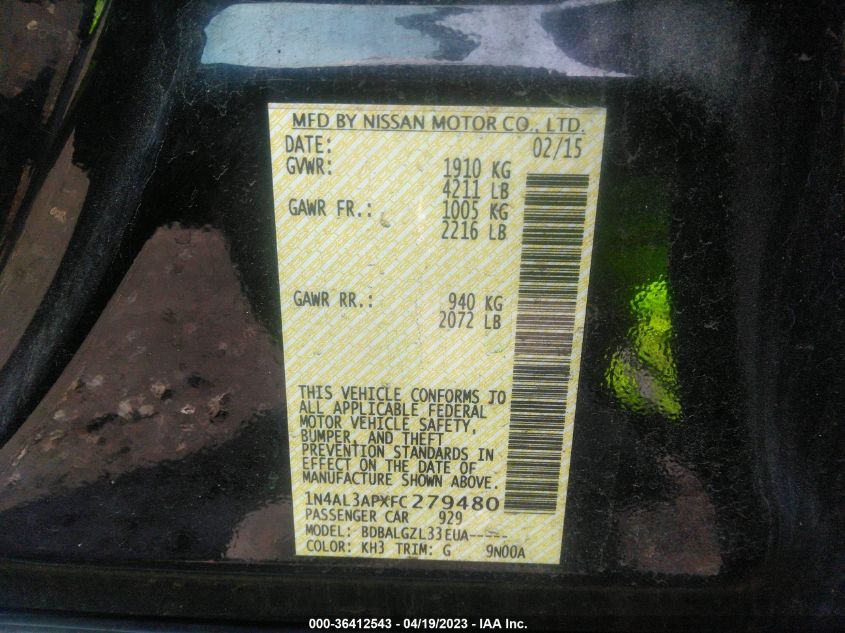 MFD BY NISSAN MOTOR CO., LTD.
DATE: 02/15
GVWR: 1910 KG
4211 LB
GAWR FR.: 1005 KG
2216 LB
GAWR RR.: 940 KG
2072 LB
THIS VEHICLE CONFORMS TO
ALL APPLICABLE FEDERAL
MOTOR VEHICLE SAFETY,
BUMPER, AND THEFT
PREVENTION STANDARDS IN
EFFECT ON THE DATE OF
MANUFACTURE SHOWN ABOVE.
1N4AL3APXFC279480
PASSENGER CAR 929
MODEL: BDBALGZL33EUA-----
COLOR: KH3 TRIM: G 9N00A
000-36412543 - 04/19/2023 - IAA Inc.